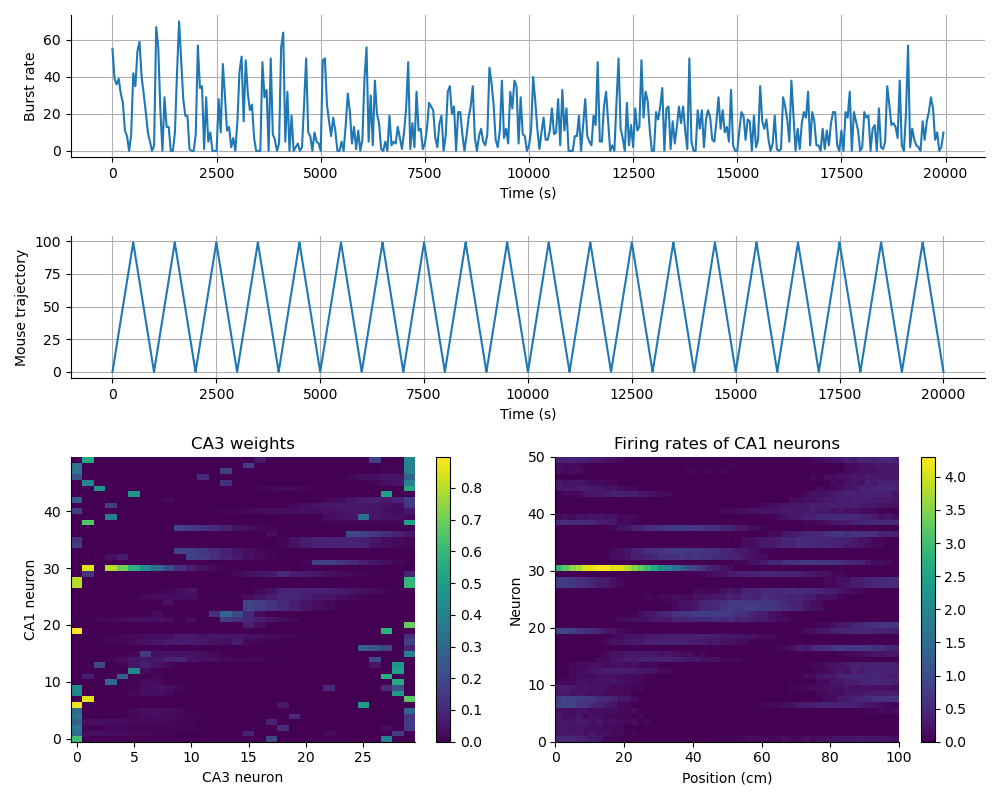 Burst rate
60
40
20
0
0 2500 5000 7500 10000 12500 15000 17500 20000
Time (s)
Mouse trajectory
100
75
50
25
0
0 2500 5000 7500 10000 12500 15000 17500 20000
Time (s)
CA3 weights
CA1 neuron
40
30
20
10
0
0 5 10 15 20 25
CA3 neuron
0.8
0.7
0.6
0.5
0.4
0.3
0.2
0.1
0.0
Firing rates of CA1 neurons
Neuron
50
40
30
20
10
0
0 20 40 60 80 100
Position (cm)
4.0
3.5
3.0
2.5
2.0
1.5
1.0
0.5
0.0